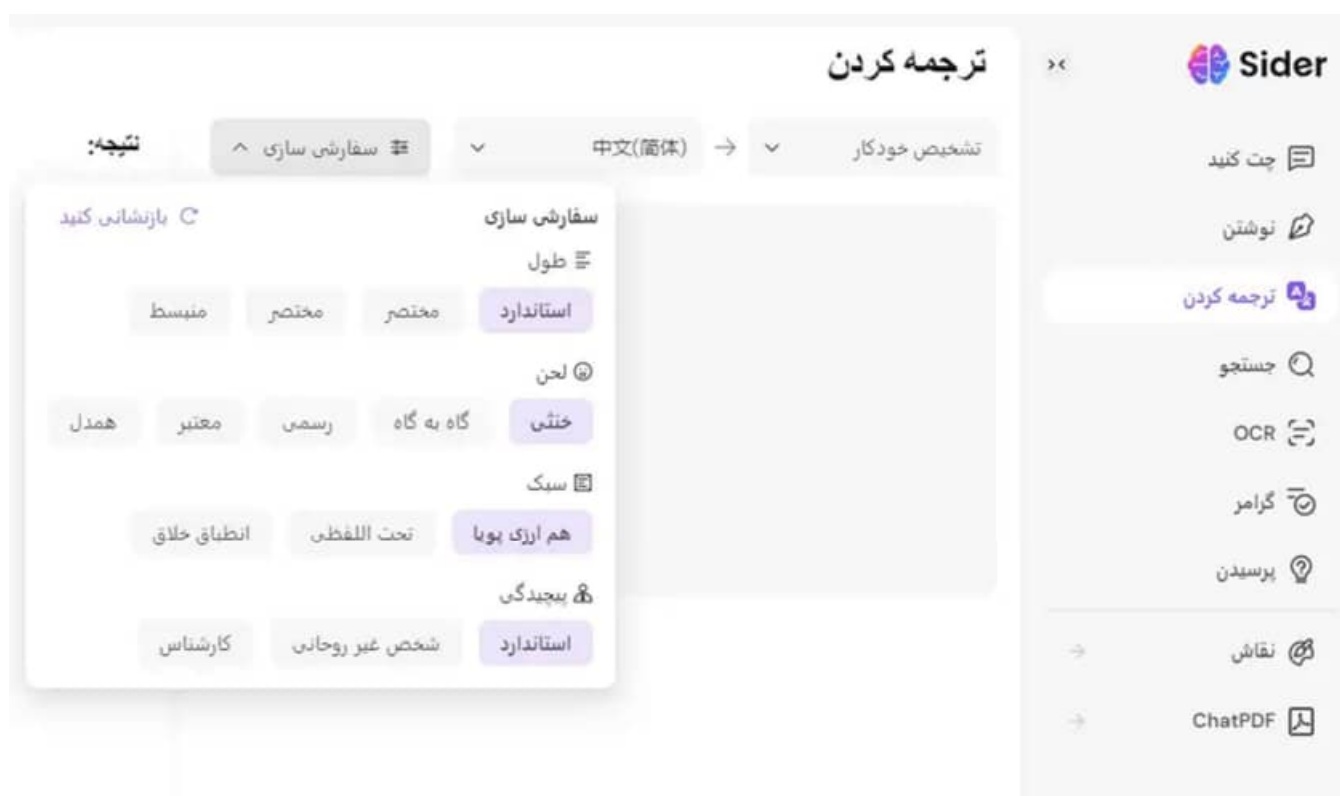 Sider
چت کنید
نوشتن
ترجمه کردن
جستجو
OCR
گرامر
پرسیدن
نقاش
ChatPDF
ترجمه کردن
تشخیص خودکار → 中文(简体)
سفارشی سازی
نتیجه:
سفارشی سازی بازنشانی کنید
طول
استاندارد مختصر مختصر منبسط
لحن
خنثی گاه به گاه رسمی معتبر همدل
سبک
هم ارزی پویا تحت اللفظی انطباق خلاق
پیچیدگی
استاندارد شخص غیر روحانی کارشناس